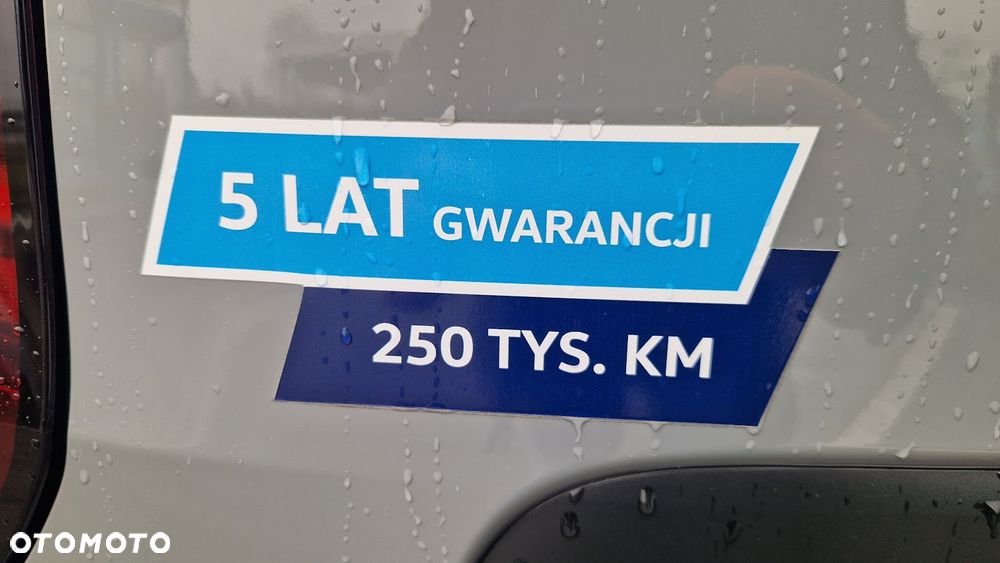 5 LAT GWARANCJI
250 TYS. KM
OTOMOTO